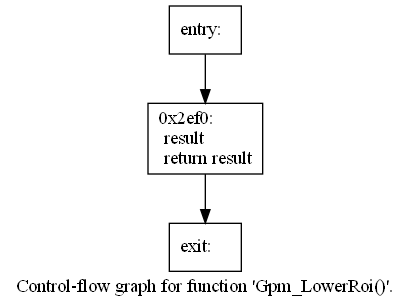 entry:
0x2ef0:
result
return result
exit:
Control-flow graph for function 'Gpm_LowerRoi()'.